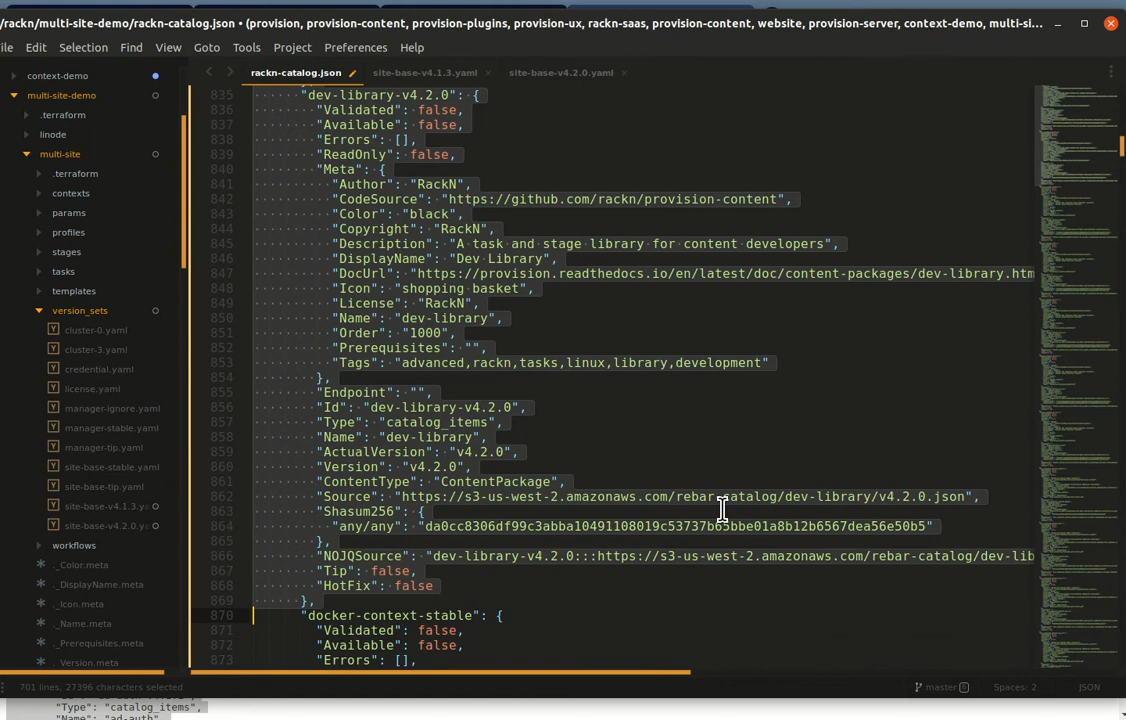 /rackn/multi-site-demo/rackn-catalog.json • (provision, provision-content, provision-plugins, provision-ux, rackn-saas, provision-content, website, provision-server, context-demo, multi-si...
ile Edit Selection Find View Goto Tools Project Preferences Help
context-demo
multi-site-demo
.terraform
linode
multi-site
.terraform
contexts
params
profiles
stages
tasks
templates
version_sets
cluster-0.yaml
cluster-3.yaml
credential.yaml
license.yaml
manager-ignore.yaml
manager-stable.yaml
manager-tip.yaml
site-base-stable.yaml
site-base-tip.yaml
site-base-v4.1.3.y
site-base-v4.2.0.y
workflows
._Color.meta
._DisplayName.meta
._Icon.meta
._Name.meta
._Prerequisites.meta
._Version.meta
rackn-catalog.json site-base-v4.1.3.yaml × site-base-v4.2.0.yaml ×
835 "dev-library-v4.2.0": {
836 "Validated": false,
837 "Available": false,
838 "Errors": [],
839 "ReadOnly": false,
840 "Meta": {
841 "Author": "RackN",
842 "CodeSource": "https://github.com/rackn/provision-content",
843 "Color": "black",
844 "Copyright": "RackN",
845 "Description": "A task and stage library for content developers",
846 "DisplayName": "Dev Library",
847 "DocUrl": "https://provision.readthedocs.io/en/latest/doc/content-packages/dev-library.htm
848 "Icon": "shopping basket",
849 "License": "RackN",
850 "Name": "dev-library",
851 "Order": "1000",
852 "Prerequisites": "",
853 "Tags": "advanced,rackn,tasks,linux,library,development"
854 },
855 "Endpoint": "",
856 "Id": "dev-library-v4.2.0",
857 "Type": "catalog_items",
858 "Name": "dev-library",
859 "ActualVersion": "v4.2.0",
860 "Version": "v4.2.0",
861 "ContentType": "ContentPackage",
862 "Source": "https://s3-us-west-2.amazonaws.com/rebar-catalog/dev-library/v4.2.0.json",
863 "Shasum256": {
864 "any/any": "da0cc8306df99c3abba10491108019c53737b65bbe01a8b12b6567dea56e50b5"
865 },
866 "NOJQSource": "dev-library-v4.2.0:::https://s3-us-west-2.amazonaws.com/rebar-catalog/dev-lib
867 "Tip": false,
868 "HotFix": false
869 },
870 "docker-context-stable": {
871 "Validated": false,
872 "Available": false,
873 "Errors": [],
701 lines, 27396 characters selected
master 6 Spaces: 2 JSON
"Type": "catalog_items",
"Name": "ad-auth"